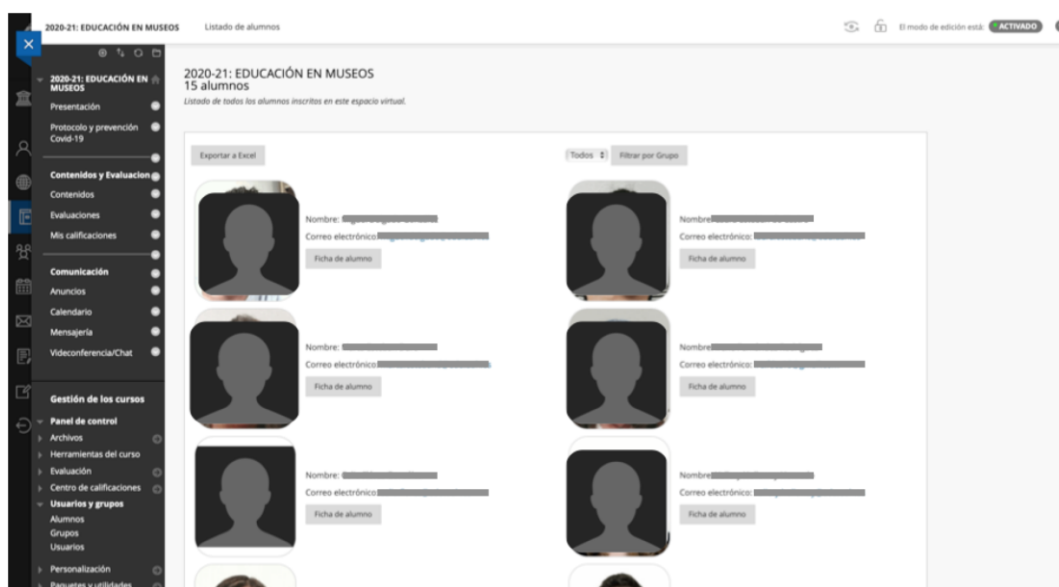 2020-21: EDUCACIÓN EN MUSEOS
Listado de alumnos
El modo de edición está:
ACTIVADO
2020-21: EDUCACIÓN EN
MUSEOS
Presentación
Protocolo y prevención
Covid-19
Contenidos y Evaluacion
Contenidos
Evaluaciones
Mis calificaciones
Comunicación
Anuncios
Calendario
Mensajería
Videconferencia/Chat
Gestión de los cursos
Panel de control
Archivos
Herramientas del curso
Evaluación
Centro de calificaciones
Usuarios y grupos
Alumnos
Grupos
Usuarios
Personalización
Paquetes y utilidades
2020-21: EDUCACIÓN EN MUSEOS
15 alumnos
Listado de todos los alumnos inscritos en este espacio virtual.
Exportar a Excel
Todos
Filtrar por Grupo
Nombre:
Correo electrónico:
Ficha de alumno
Nombre:
Correo electrónico:
Ficha de alumno
Nombre:
Correo electrónico:
Ficha de alumno
Nombre:
Correo electrónico:
Ficha de alumno
Nombre:
Correo electrónico:
Ficha de alumno
Nombre:
Correo electrónico:
Ficha de alumno